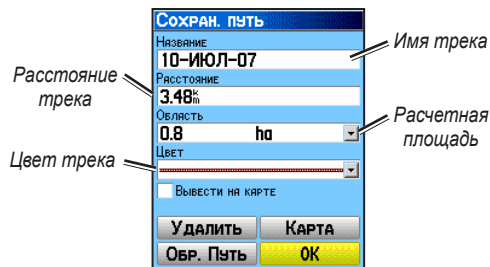 Сохран. путь
Название
10-ИЮЛ-07
Имя трека
Расстояние
3.48 km
Расстояние
трека
Область
0.8 ha
Расчетная
площадь
Цвет
Цвет трека
Вывести на карте
Удалить
Карта
Обр. Путь
OK